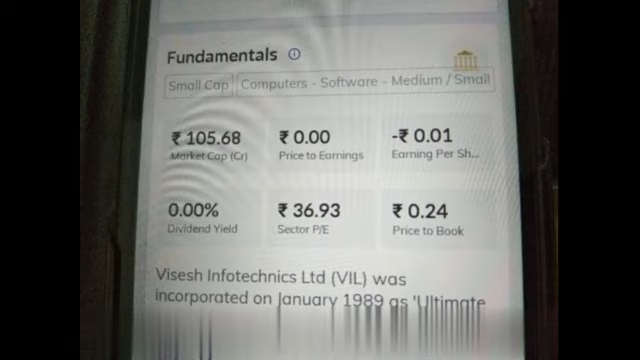 Fundamentals
Small Cap Computers - Software - Medium / Small
₹ 105.68 ₹ 0.00 -₹ 0.01
Market Cap (Cr) Price to Earnings Earning Per Sh...
0.00% ₹ 36.93 ₹ 0.24
Dividend Yield Sector P/E Price to Book
Visesh Infotechnics Ltd (VIL) was
incorporated on January 1989 as 'Ultimate